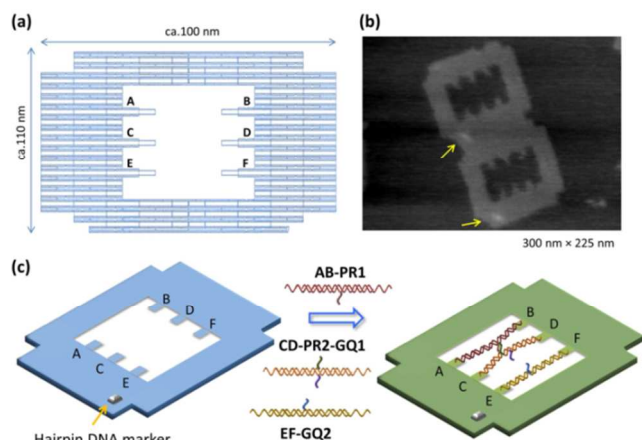 (a)
ca.100 nm
ca.110 nm
A
B
C
D
E
F
(b)
300 nm × 225 nm
(c)
A
B
C
D
E
F
Hairpin DNA marker
AB-PR1
CD-PR2-GQ1
EF-GQ2
A
B
C
D
E
F